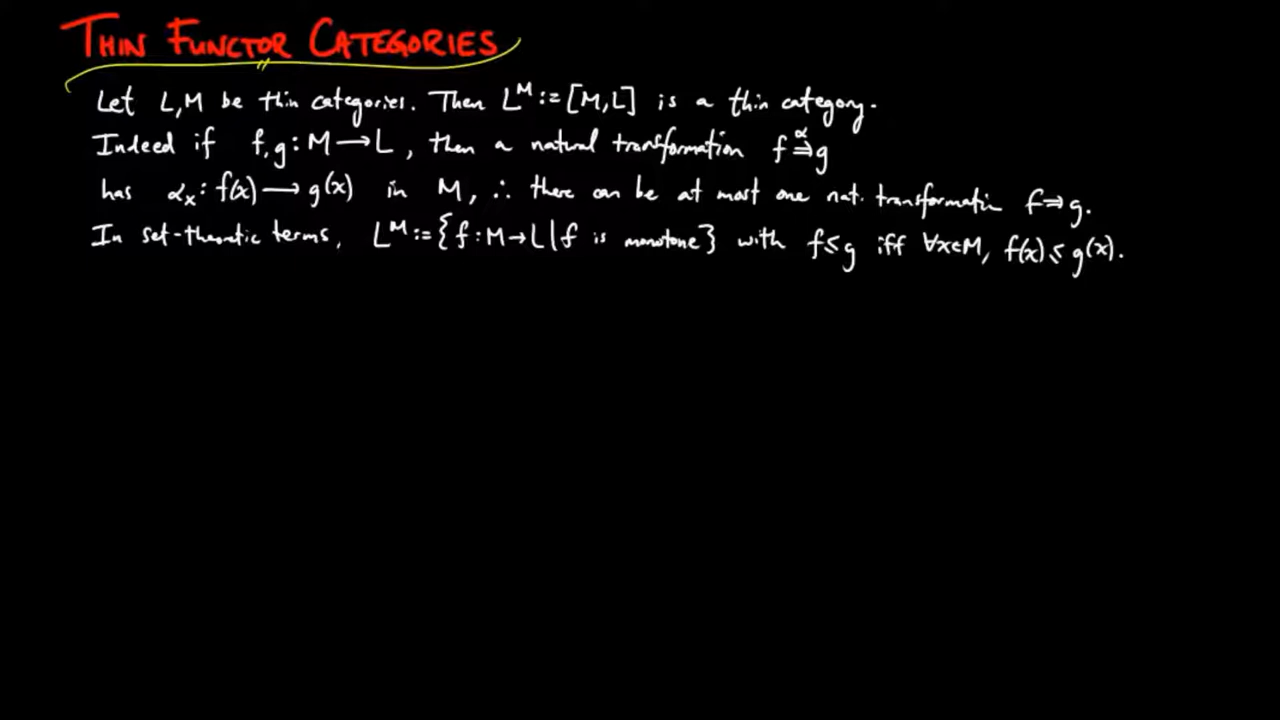 THIN FUNCTOR CATEGORIES
Let L,M be thin categories. Then L^M := [M,L] is a thin category.
Indeed if f,g : M ⟶ L, then a natural transformation f ⇒^α g
has α_x : f(x) ⟶ g(x) in M, ∴ there can be at most one nat. transformation f ⇒ g.
In set-theoretic terms, L^M := {f : M → L | f is monotone} with f ≤ g iff ∀x∈M, f(x) ≤ g(x).